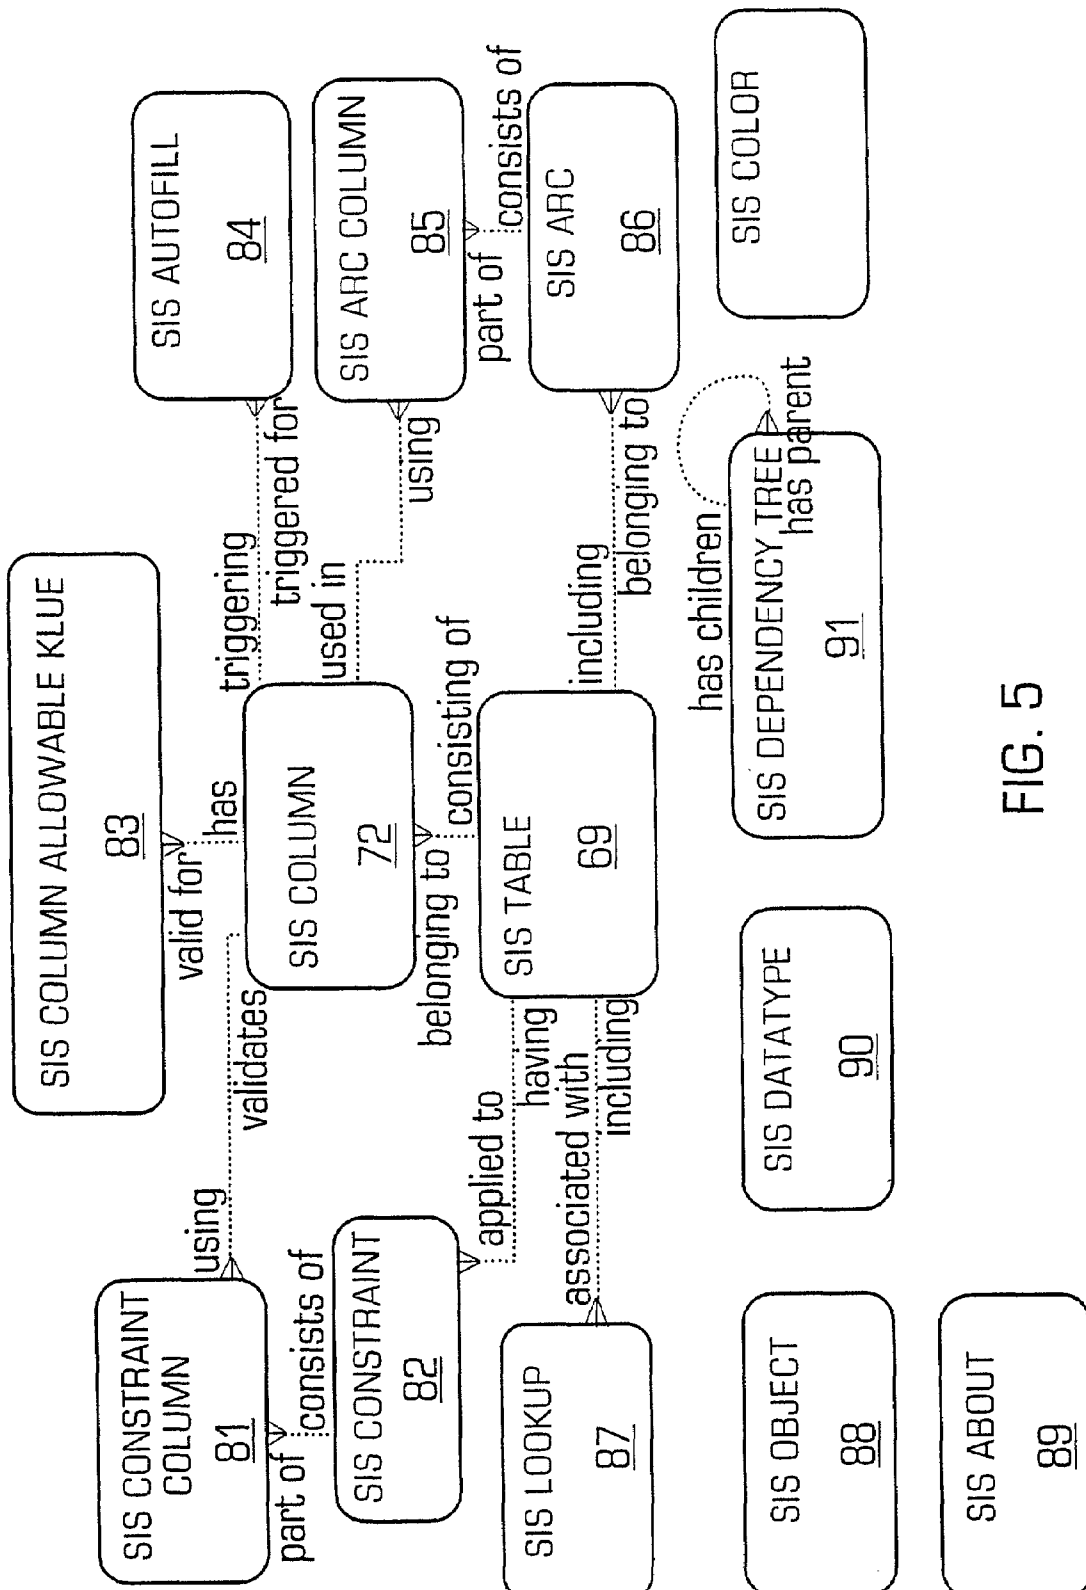 SIS COLUMN ALLOWABLE KLUE
83
SIS CONSTRAINT
COLUMN
81
using
validates
valid for
has
triggering
triggered for
SIS AUTOFILL
84
part of
consists of
SIS CONSTRAINT
82
SIS COLUMN
72
used in
using
SIS ARC COLUMN
85
applied to
having
belonging to
consisting of
part of
consists of
SIS LOOKUP
87
associated with
including
SIS TABLE
69
including
belonging to
SIS ARC
86
SIS OBJECT
88
SIS DATATYPE
90
has children
SIS DEPENDENCY TREE
91
has parent
SIS COLOR
SIS ABOUT
89
FIG. 5